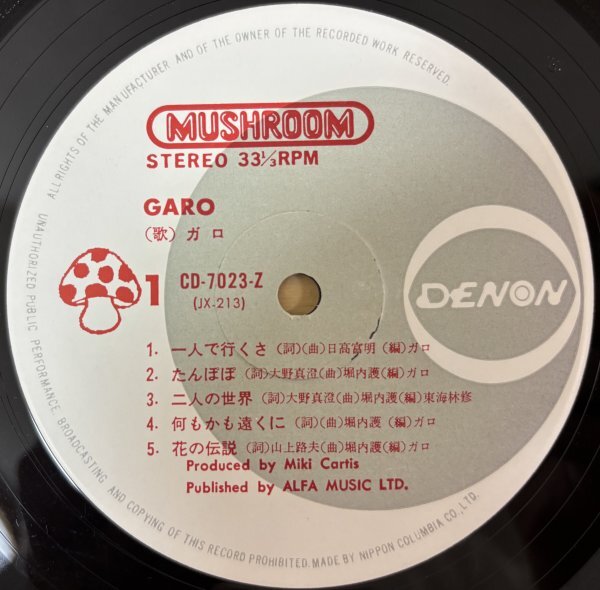 ALL RIGHTS OF THE MANUFACTURER AND OF THE OWNER OF THE RECORDED WORK RESERVED.
MUSHROOM
STEREO 33⅓RPM
GARO
(歌) ガロ
1
CD-7023-Z
(JX-213)
DENON
1. 一人で行くさ (詞)(曲)日高富明 (編)ガロ
2. たんぽぽ (詞)大野真澄(曲)堀内護(編)ガロ
3. 二人の世界 (詞)大野真澄(曲)堀内護(編)東海林修
4. 何もかも遠くに (詞)(曲)堀内護 (編)ガロ
5. 花の伝説 (詞)山上路夫(曲)堀内護(編)ガロ
Produced by Miki Cartis
Published by ALFA MUSIC LTD.
UNAUTHORIZED PUBLIC PERFORMANCE, BROADCASTING AND COPYING OF THIS RECORD PROHIBITED. MADE BY NIPPON COLUMBIA CO., LTD.